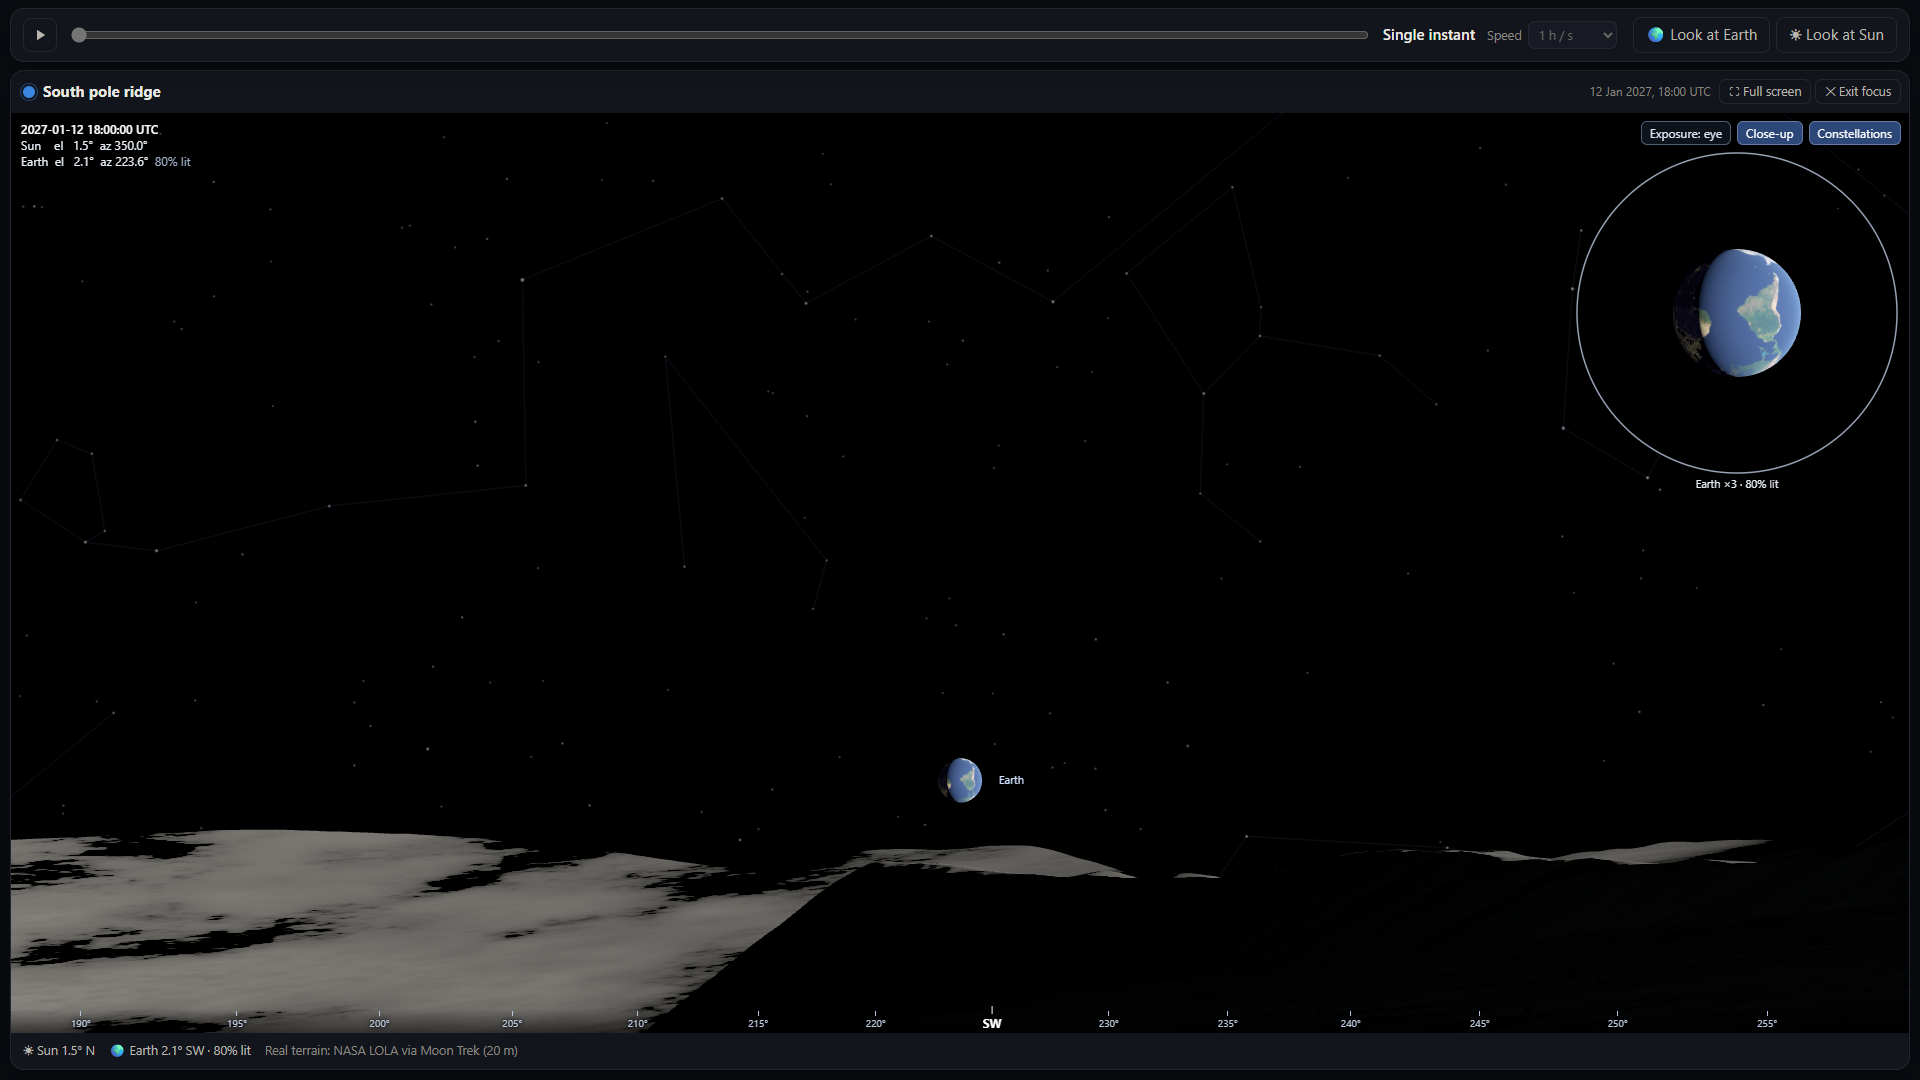 Single instant Speed 1 h / s Look at Earth Look at Sun
South pole ridge 12 Jan 2027, 18:00 UTC Full screen Exit focus
2027-01-12 18:00:00 UTC
Sun el 1.5° az 350.0°
Earth el 2.1° az 223.6° 80% lit
Exposure: eye Close-up Constellations
Earth ×3 · 80% lit
Earth
190° 195° 200° 205° 210° 215° 220° SW 230° 235° 240° 245° 250° 255°
Sun 1.5° N Earth 2.1° SW · 80% lit Real terrain: NASA LOLA via Moon Trek (20 m)